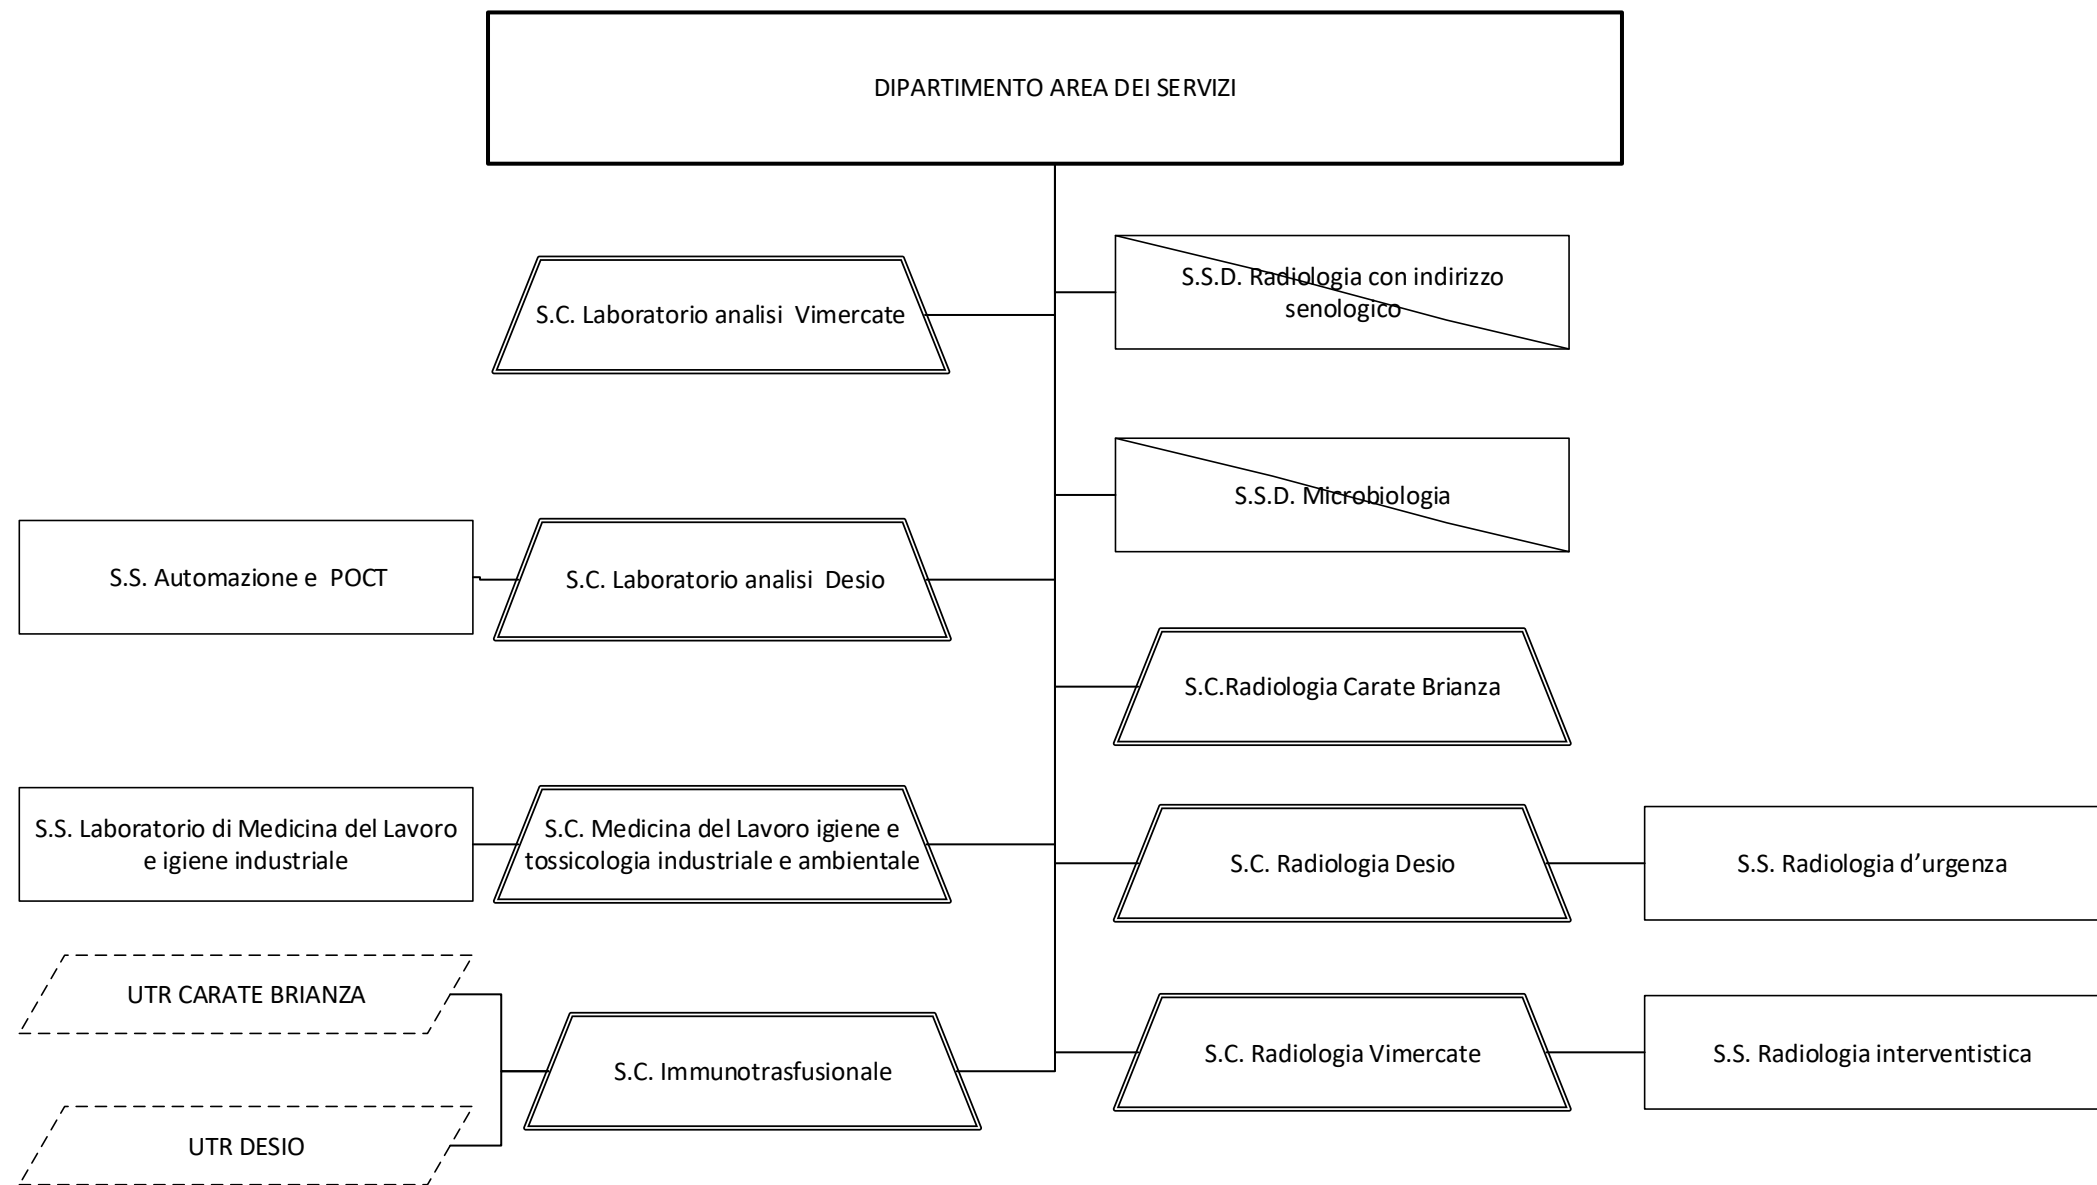 DIPARTIMENTO AREA DEI SERVIZI
S.S.D. Radiologia con indirizzo
senologico
S.C. Laboratorio analisi  Vimercate
S.S.D. Microbiologia
S.S. Automazione e  POCT
S.C. Laboratorio analisi  Desio
S.C.Radiologia Carate Brianza
S.S. Laboratorio di Medicina del Lavoro
e igiene industriale
S.C. Medicina del Lavoro igiene e
tossicologia industriale e ambientale
S.C. Radiologia Desio
S.S. Radiologia d’urgenza
UTR CARATE BRIANZA
S.C. Immunotrasfusionale
S.C. Radiologia Vimercate
S.S. Radiologia interventistica
UTR DESIO